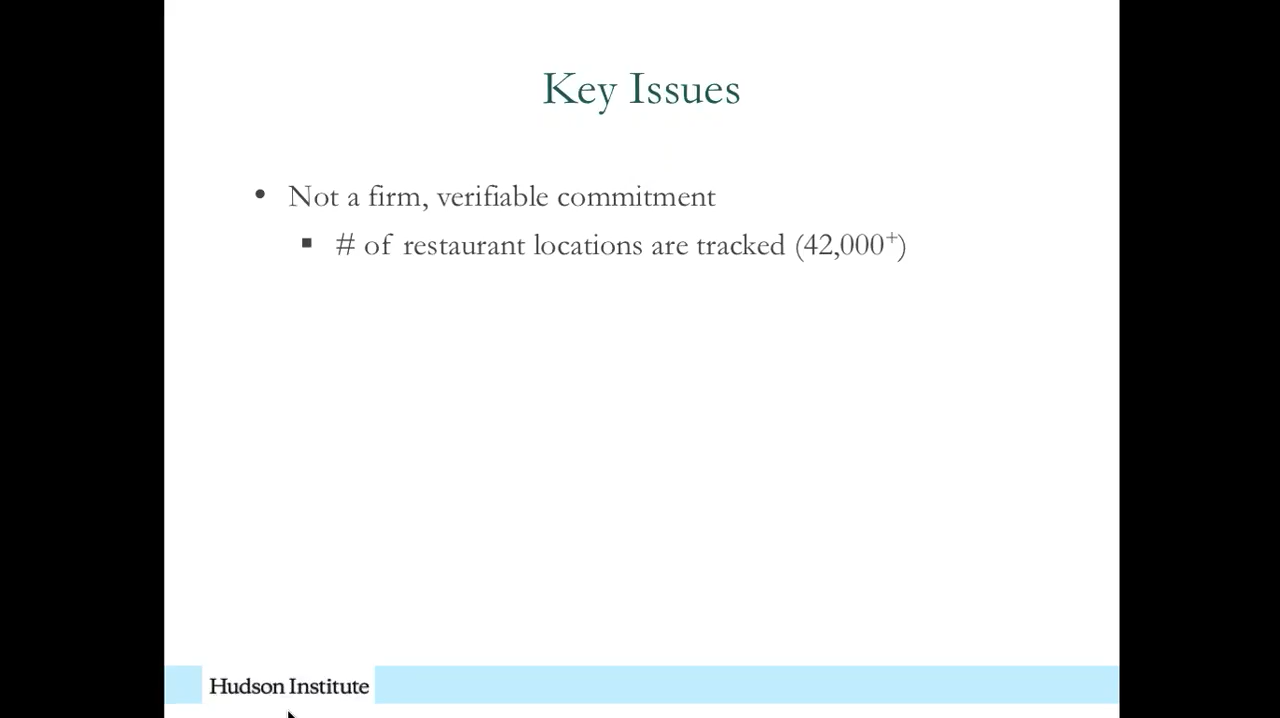 Key Issues
• Not a firm, verifiable commitment
▪ # of restaurant locations are tracked (42,000⁺)
Hudson Institute